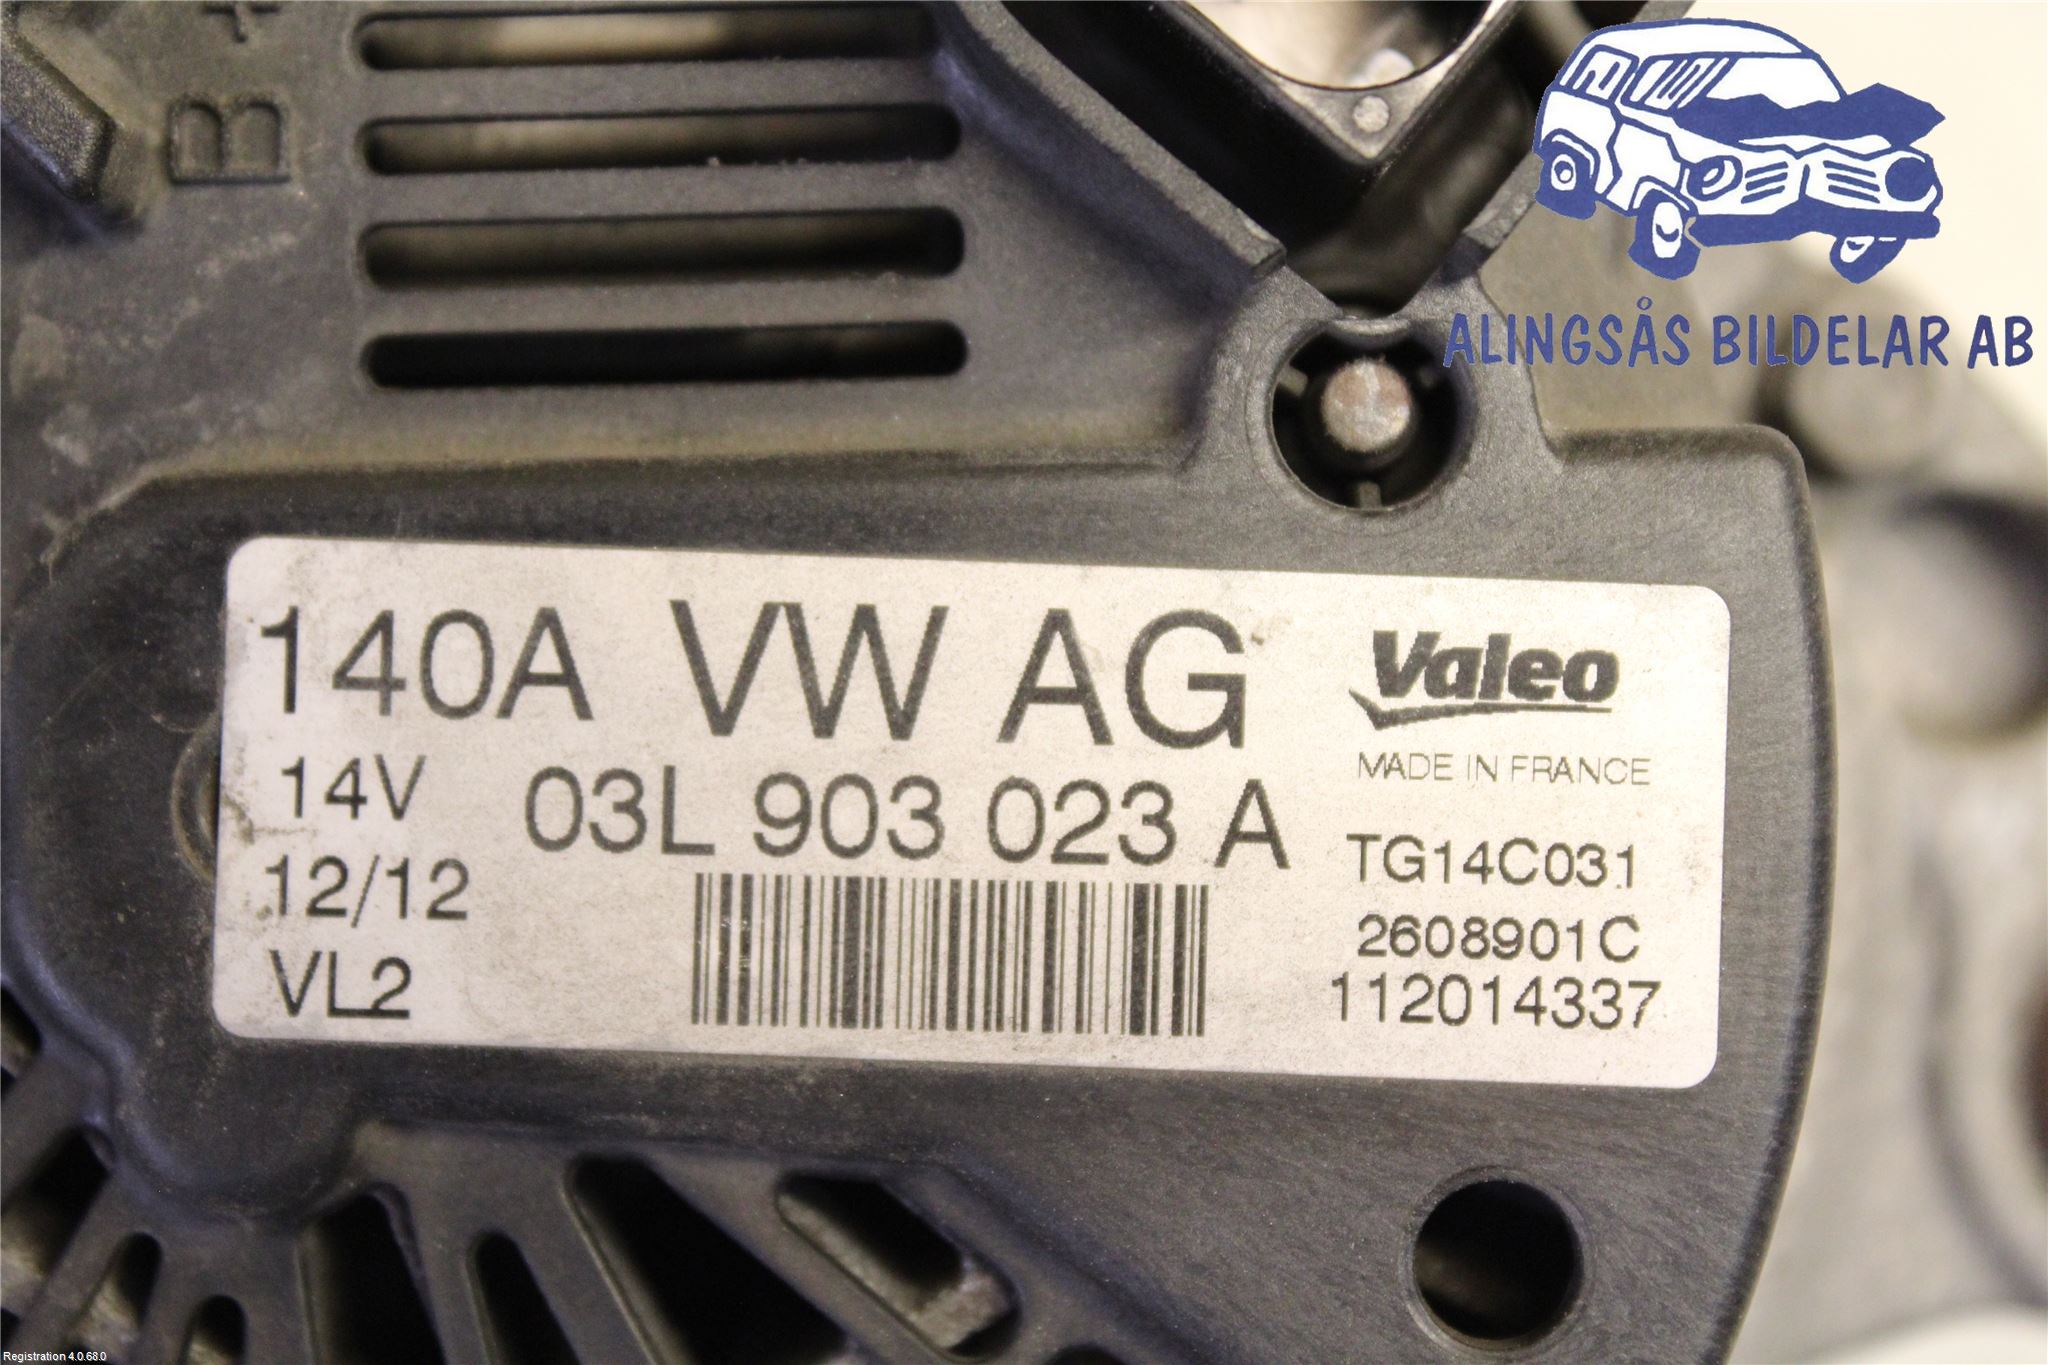 B+
ALINGSÅS BILDELAR AB
140A VW AG
Valeo
MADE IN FRANCE
14V
03L 903 023 A
12/12
TG14C031
2608901C
VL2
112014337
Registration 4.0.68.0